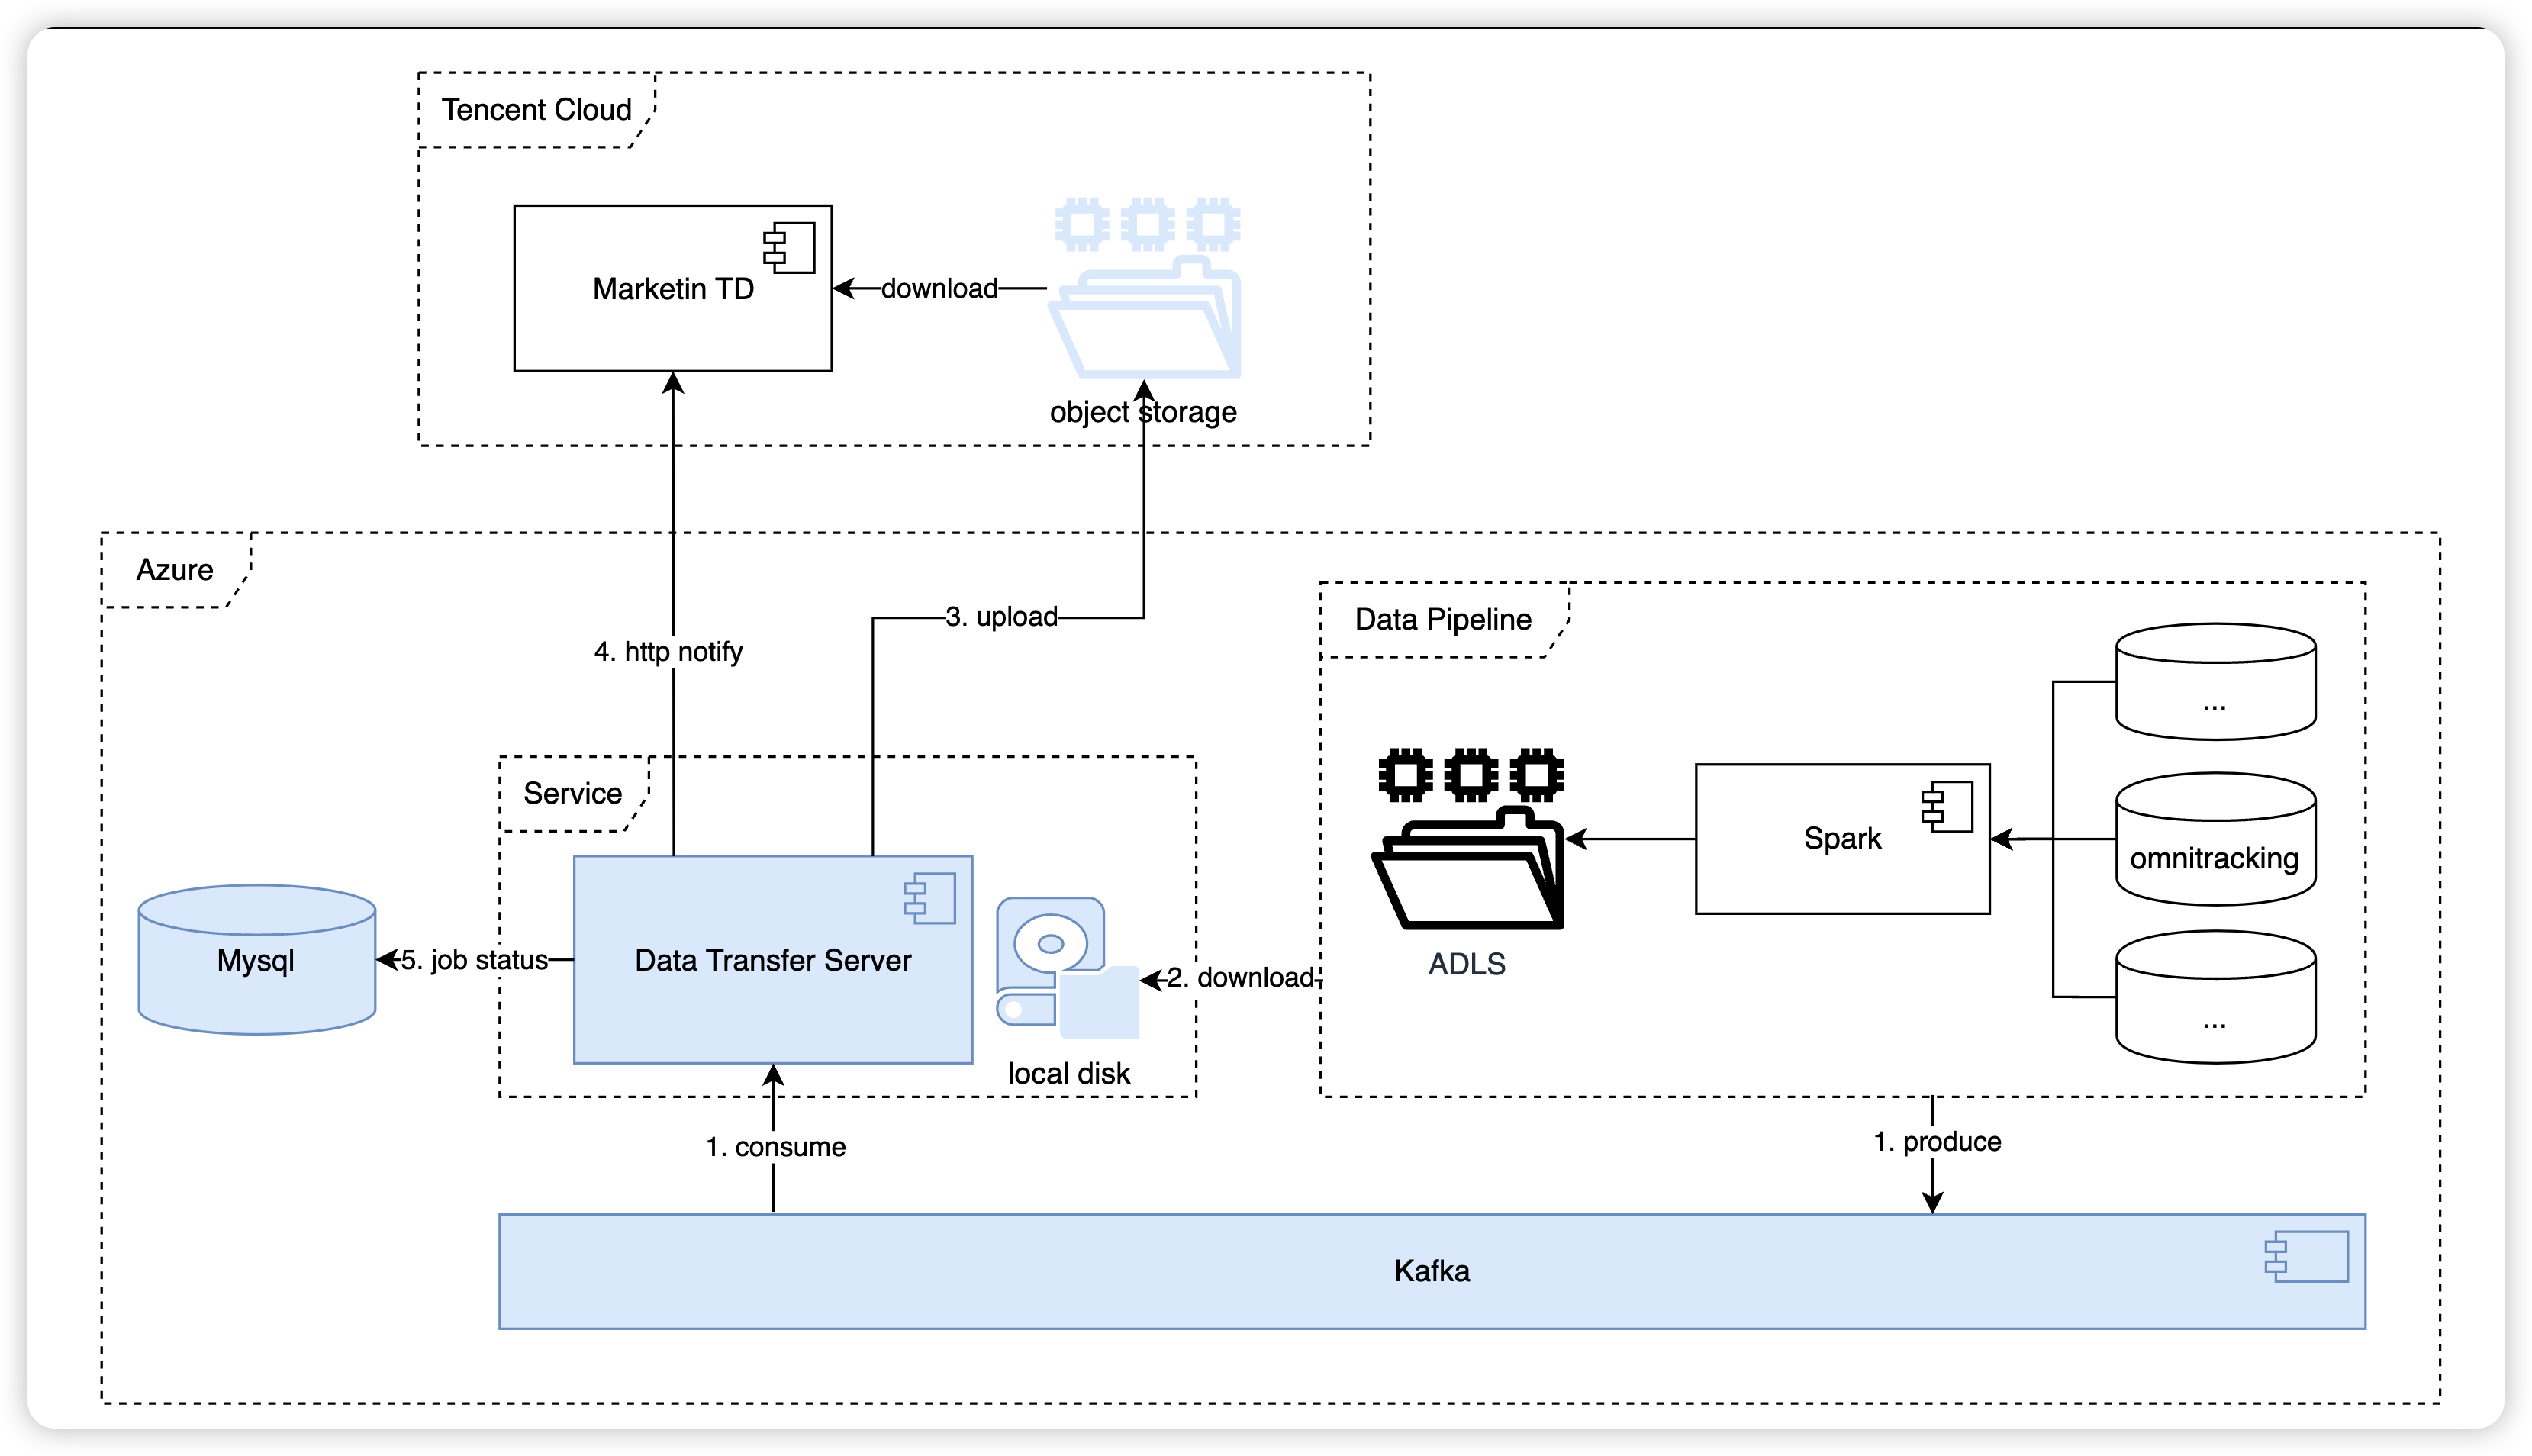 Tencent Cloud
Marketin TD
download
object storage
Azure
3. upload
4. http notify
Data Pipeline
...
Service
Spark
omnitracking
Mysql
5. job status
Data Transfer Server
2. download
ADLS
...
local disk
1. consume
1. produce
Kafka